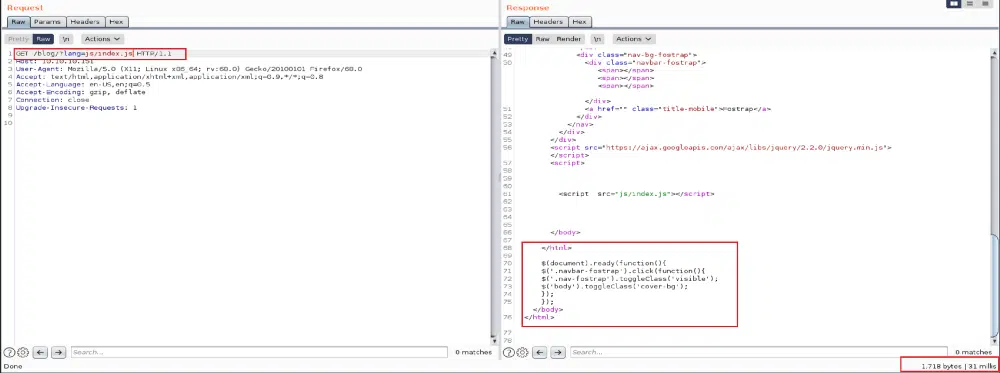 Request
Raw Params Headers Hex
Pretty Raw \n Actions
1 GET /blog/?lang=js/index.js HTTP/1.1
2 Host: 10.10.10.151
3 User-Agent: Mozilla/5.0 (X11; Linux x86_64; rv:68.0) Gecko/20100101 Firefox/68.0
4 Accept: text/html,application/xhtml+xml,application/xml;q=0.9,*/*;q=0.8
5 Accept-Language: en-US,en;q=0.5
6 Accept-Encoding: gzip, deflate
7 Connection: close
8 Upgrade-Insecure-Requests: 1
9
10
Search...
0 matches
Done
Response
Raw Headers Hex
Pretty Raw Render \n Actions
49 <div class="nav-bg-fostrap">
50 <div class="navbar-fostrap">
<span></span>
<span></span>
<span></span>
</div>
51 <a href="" class="title-mobile">Fostrap</a>
52 </div>
53 </nav>
54 </div>
55 </div>
56 <script src="https://ajax.googleapis.com/ajax/libs/jquery/2.2.0/jquery.min.js">
</script>
57 <script>
58
59
60
61 <script  src="js/index.js"></script>
62
63
64
65
66 </body>
67
68 </html>
69
70 $(document).ready(function(){
71 $('.navbar-fostrap').click(function(){
72 $('.nav-fostrap').toggleClass('visible');
73 $('body').toggleClass('cover-bg');
74 });
75 });
</body>
76 </html>
77
78
Search...
0 matches
1,718 bytes | 31 millis